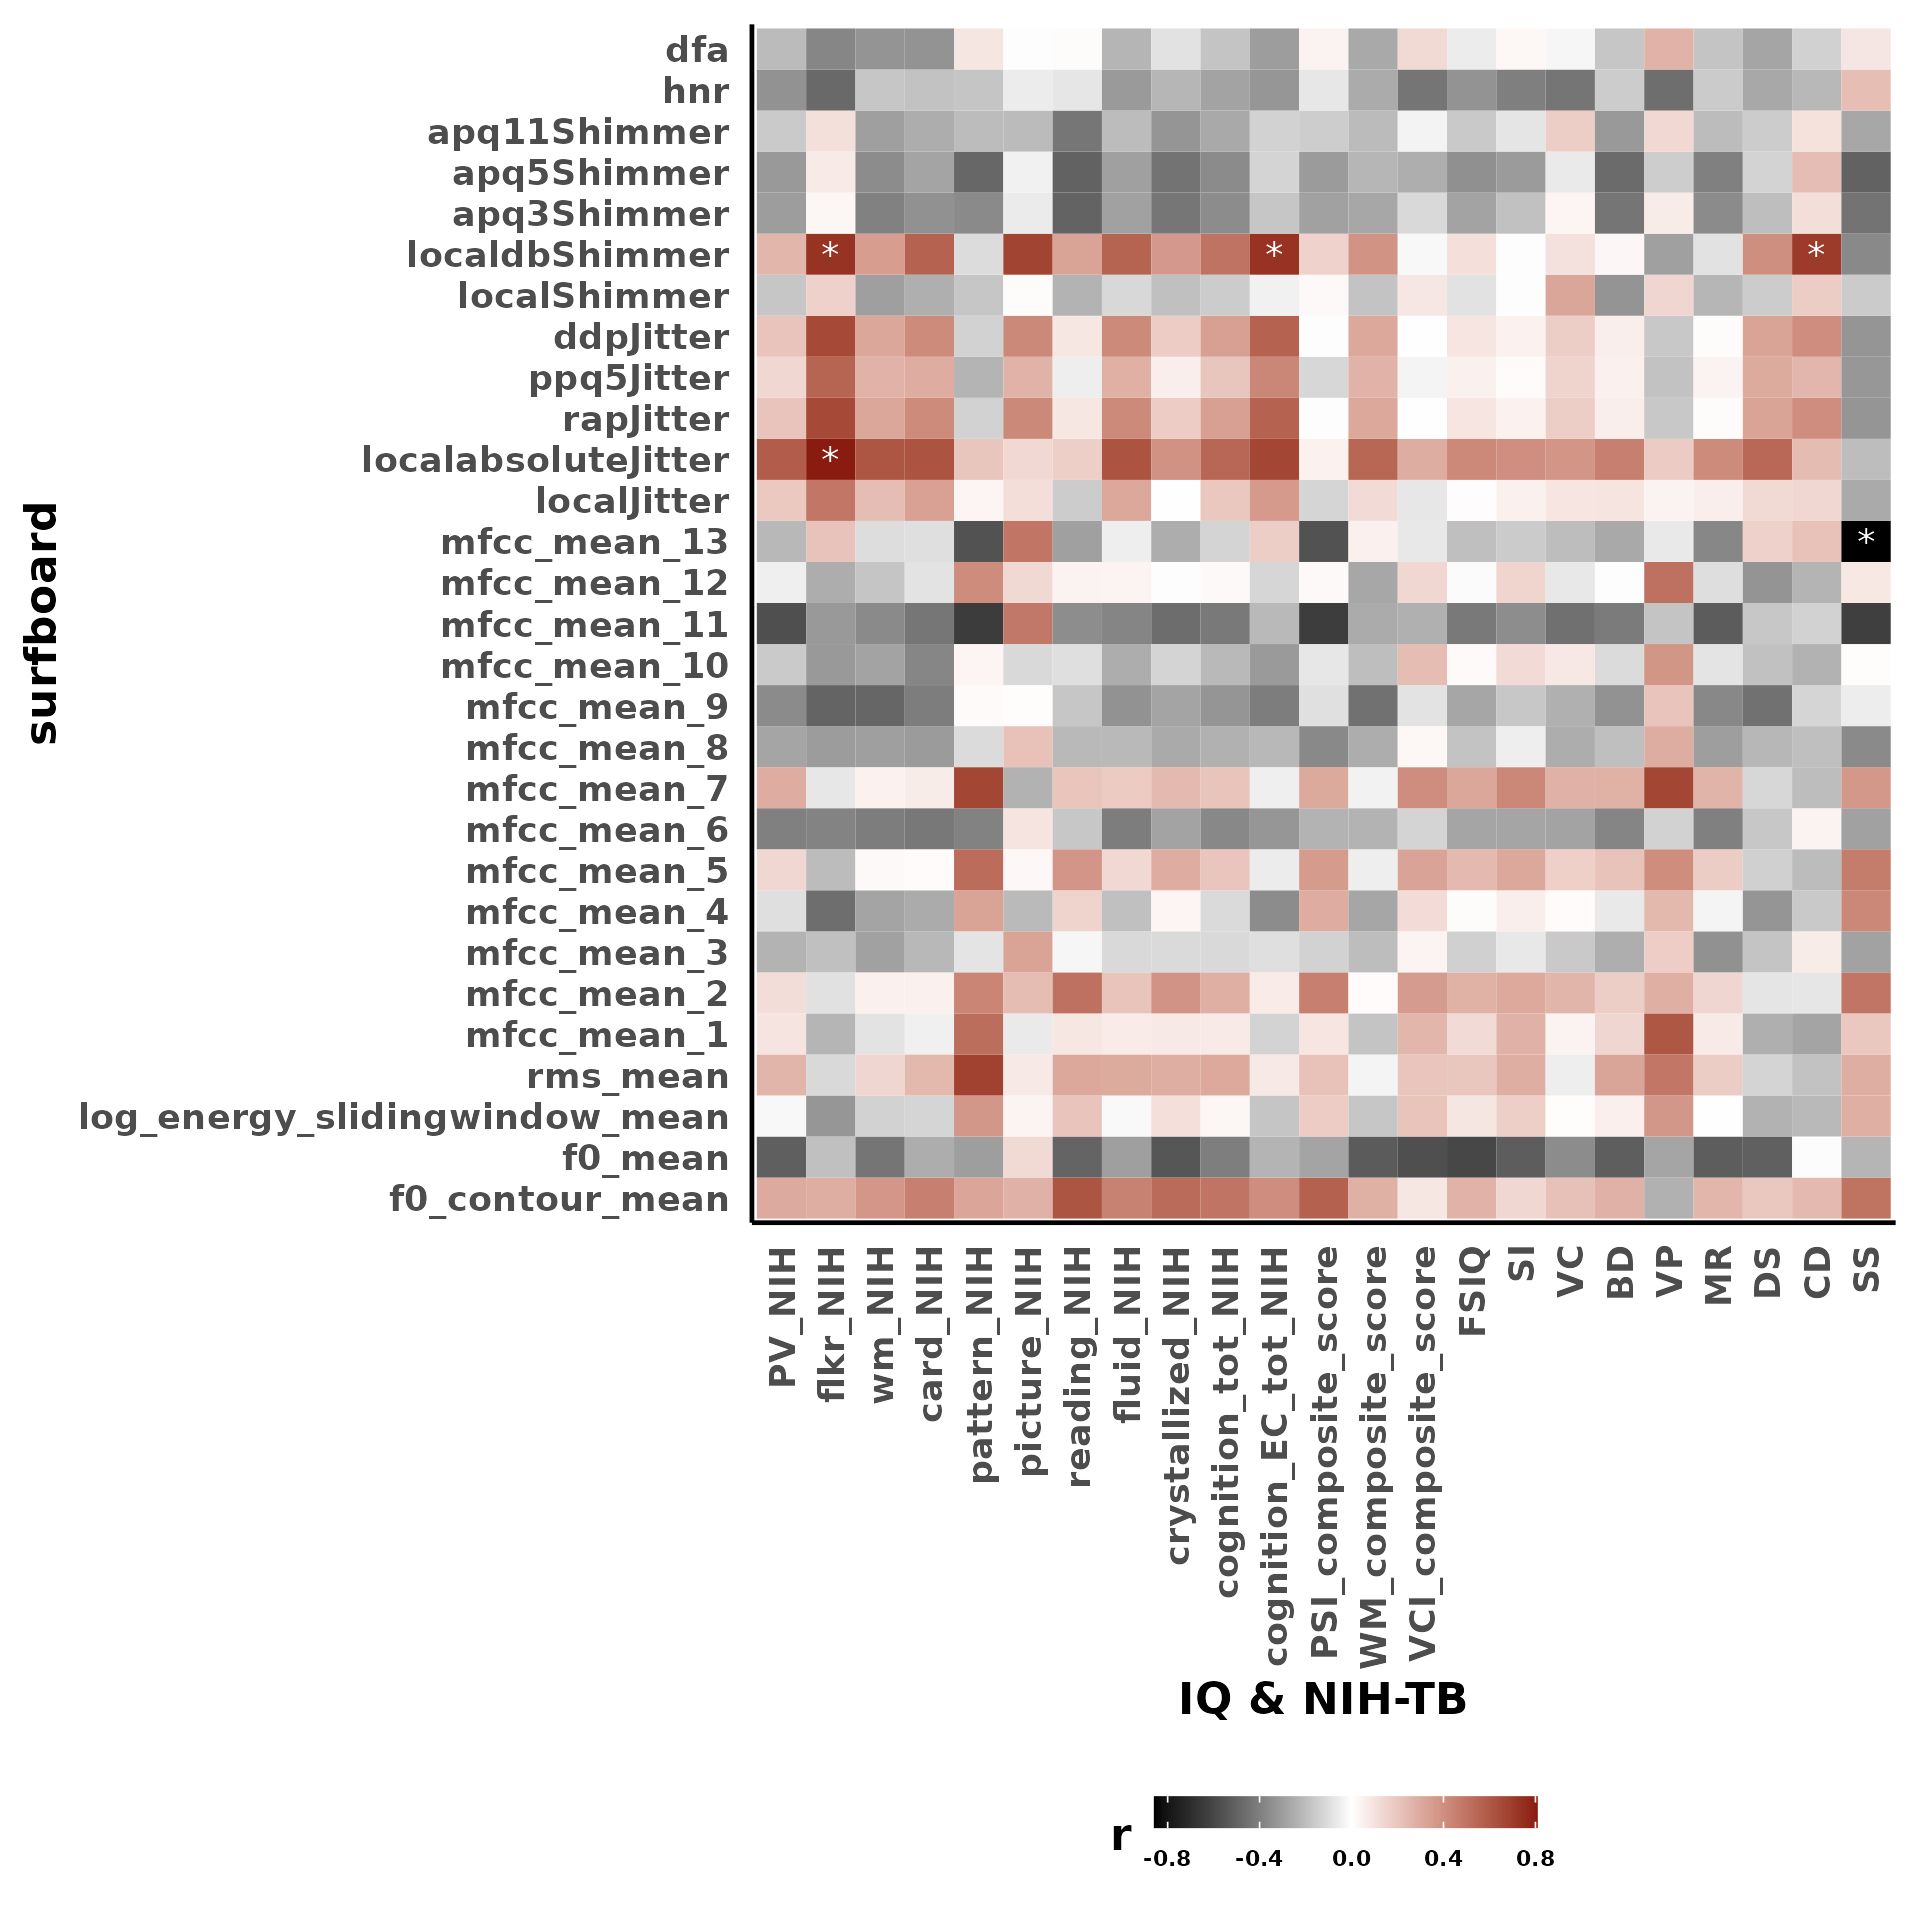 dfa
hnr
apq11Shimmer
apq5Shimmer
apq3Shimmer
localdbShimmer * * *
localShimmer
ddpJitter
ppq5Jitter
rapJitter
localabsoluteJitter *
localJitter
mfcc_mean_13 *
mfcc_mean_12
mfcc_mean_11
mfcc_mean_10
mfcc_mean_9
mfcc_mean_8
mfcc_mean_7
mfcc_mean_6
mfcc_mean_5
mfcc_mean_4
mfcc_mean_3
mfcc_mean_2
mfcc_mean_1
rms_mean
log_energy_slidingwindow_mean
f0_mean
f0_contour_mean
surfboard
PV_NIH
flkr_NIH
wm_NIH
card_NIH
pattern_NIH
picture_NIH
reading_NIH
fluid_NIH
crystallized_NIH
cognition_tot_NIH
cognition_EC_tot_NIH
PSI_composite_score
WM_composite_score
VCI_composite_score
FSIQ
SI
VC
BD
VP
MR
DS
CD
SS
IQ & NIH-TB
r
-0.8 -0.4 0.0 0.4 0.8